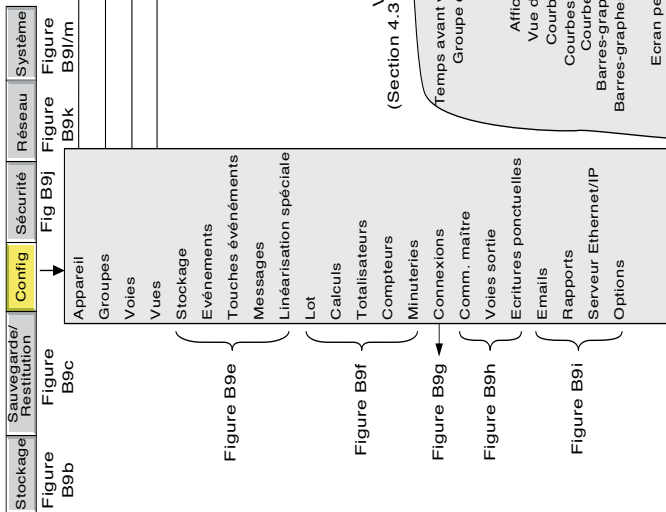 Stockage
Sauvegarde/
Restitution
Config
Sécurité
Réseau
Système
Figure
B9b
Figure
B9c
Fig B9j
Figure
B9k
Figure
B9l/m
Appareil
Groupes
Voies
Vues
Stockage
Evénements
Touches événements
Messages
Linéarisation spéciale
Lot
Calculs
Totalisateurs
Compteurs
Minuteries
Connexions
Comm. maître
Voies sortie
Ecritures ponctuelles
Emails
Rapports
Serveur Ethernet/IP
Options
Figure B9e
Figure B9f
Figure B9g
Figure B9h
Figure B9i
(Section 4.3
Temps avant
Groupe
Affic
Vue d
Courb
Courbes
Courbe
Barres-grap
Barres-graphe
Ecran pe